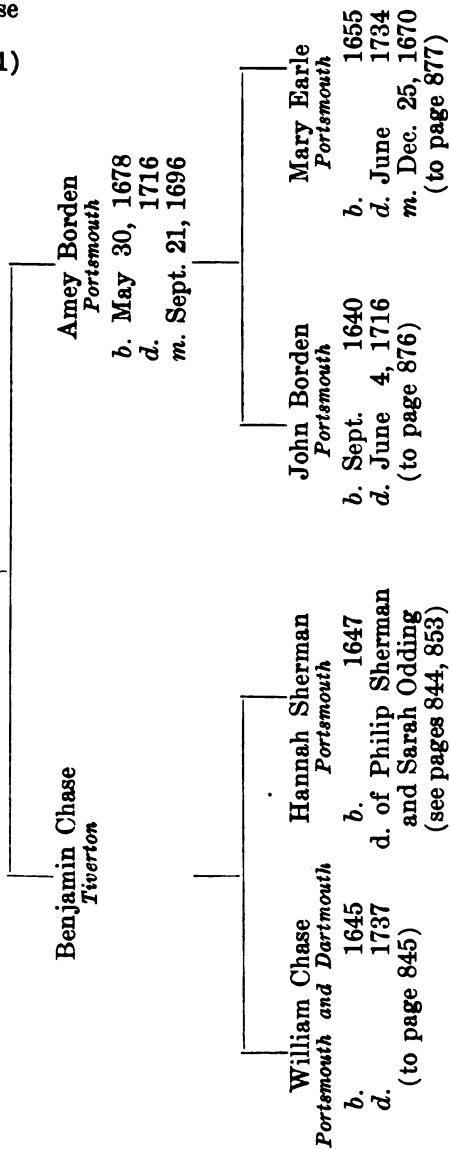 se
1)
Benjamin Chase
Tiverton
Amey Borden
Portsmouth
b. May 30, 1678
d. 1716
m. Sept. 21, 1696
William Chase
Portsmouth and Dartmouth
b. 1645
d. 1737
(to page 845)
Hannah Sherman
Portsmouth
b. 1647
d. of Philip Sherman
and Sarah Odding
(see pages 844, 853)
John Borden
Portsmouth
b. Sept. 1640
d. June 4, 1716
(to page 876)
Mary Earle
Portsmouth
b. 1655
d. June 1734
m. Dec. 25, 1670
(to page 877)